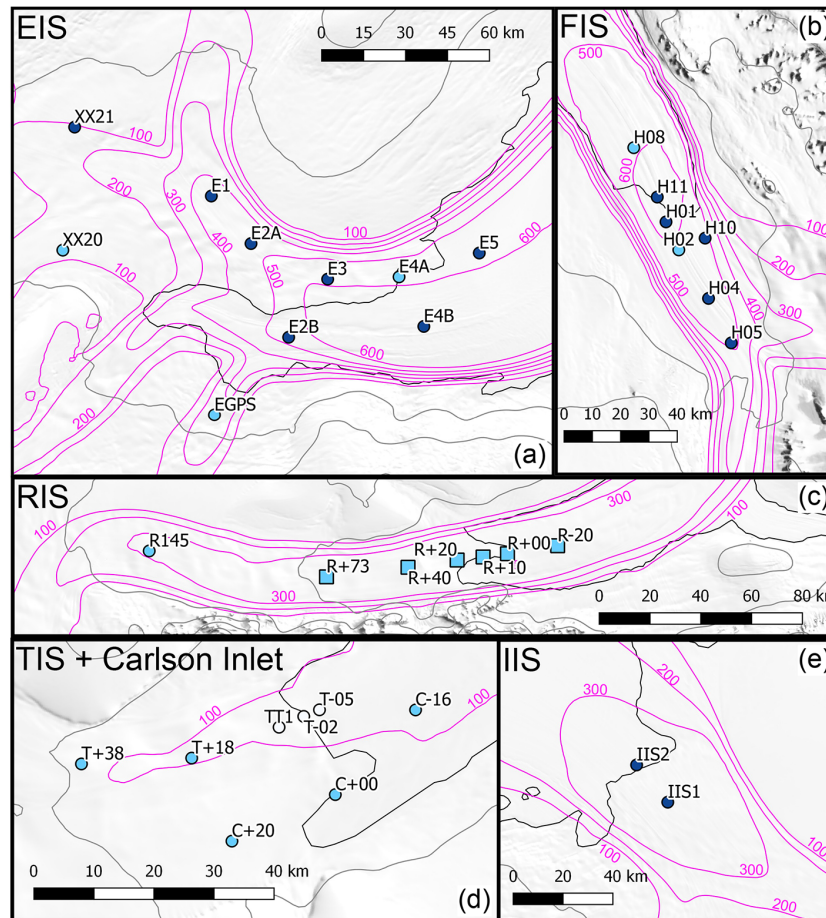 EIS
0 15 30 45 60 km
XX21
100
200
300
400
500
E1
E2A
100
600
XX20
100
E3
E4A
E5
E2B
E4B
600
200
EGPS
(a)
FIS
(b)
500
H08
600
H11
H01
H10
H02
100
200
H04
500
400
300
H05
0 10 20 30 40 km
RIS
(c)
100
300
100
R145
R+73
R+20
R+00
R-20
R+40
R+10
300
0 20 40 60 80 km
TIS + Carlson Inlet
100
T-05
C-16
TT1
T-02
100
T+38
T+18
C+00
C+20
0 10 20 30 40 km
(d)
IIS
(e)
200
300
IIS2
IIS1
100
100
300
200
0 20 40 km